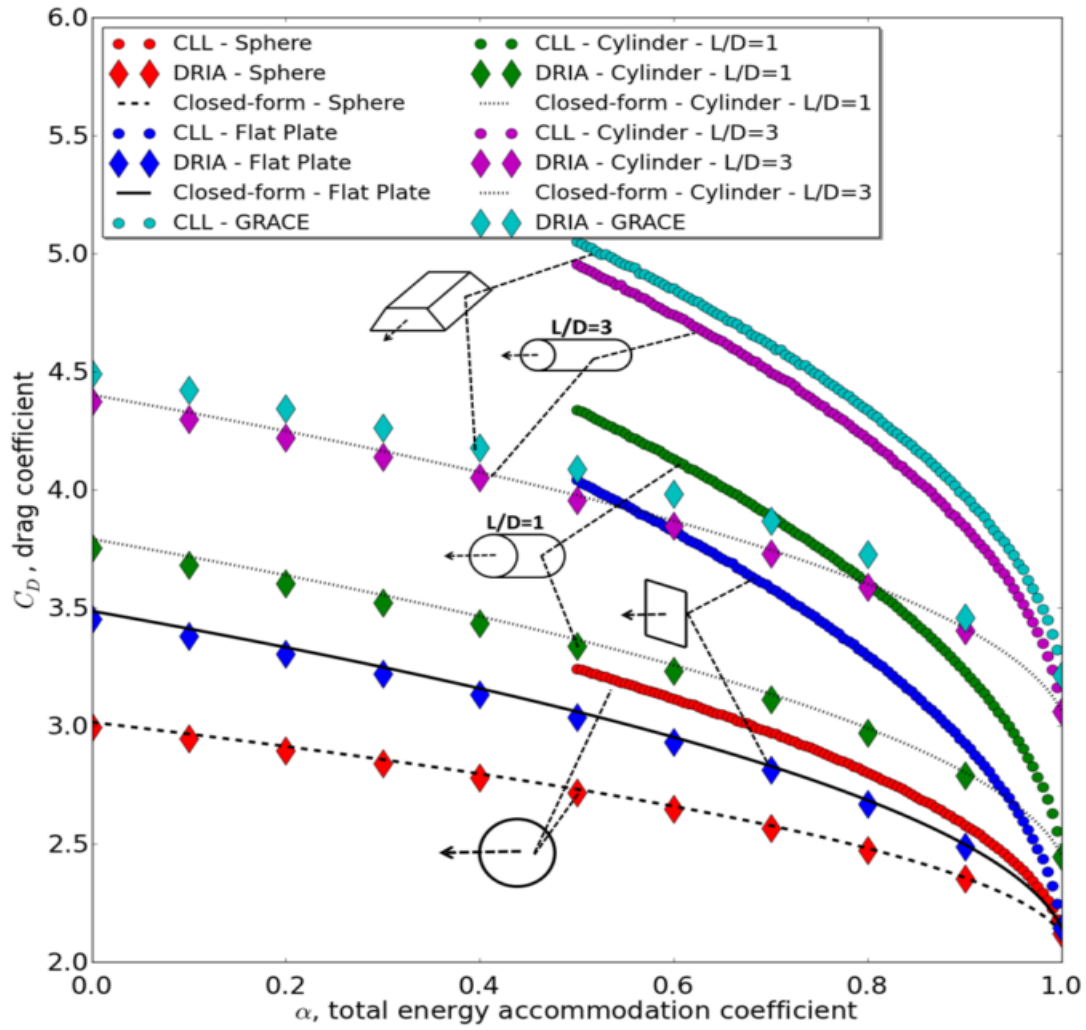 6.0
CLL - Sphere
DRIA - Sphere
Closed-form - Sphere
CLL - Flat Plate
DRIA - Flat Plate
Closed-form - Flat Plate
CLL - GRACE
CLL - Cylinder - L/D=1
DRIA - Cylinder - L/D=1
Closed-form - Cylinder - L/D=1
CLL - Cylinder - L/D=3
DRIA - Cylinder - L/D=3
Closed-form - Cylinder - L/D=3
DRIA - GRACE
5.5
5.0
L/D=3
4.5
4.0
L/D=1
3.5
3.0
2.5
2.0
C_D, drag coefficient
0.0 0.2 0.4 0.6 0.8 1.0
α, total energy accommodation coefficient